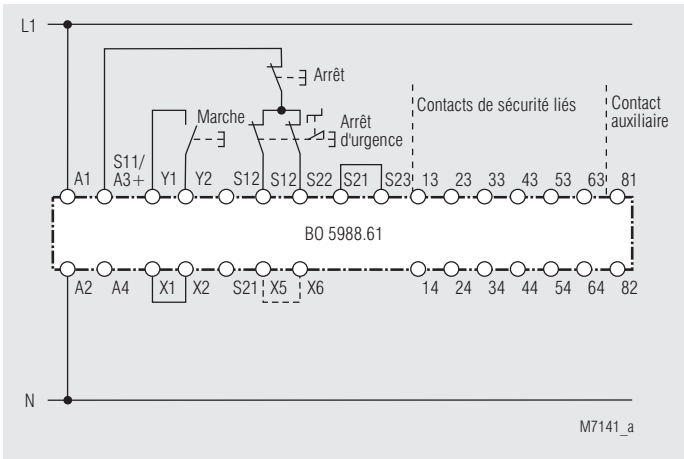 L1
Arrêt
Marche
Arrêt
d'urgence
Contacts de sécurité liés
Contact
auxiliaire
A1
S11/
A3+
Y1
Y2
S12
S12
S22
S21
S23
13
23
33
43
53
63
81
BO 5988.61
A2
A4
X1
X2
S21
X5
X6
14
24
34
44
54
64
82
N
M7141_a